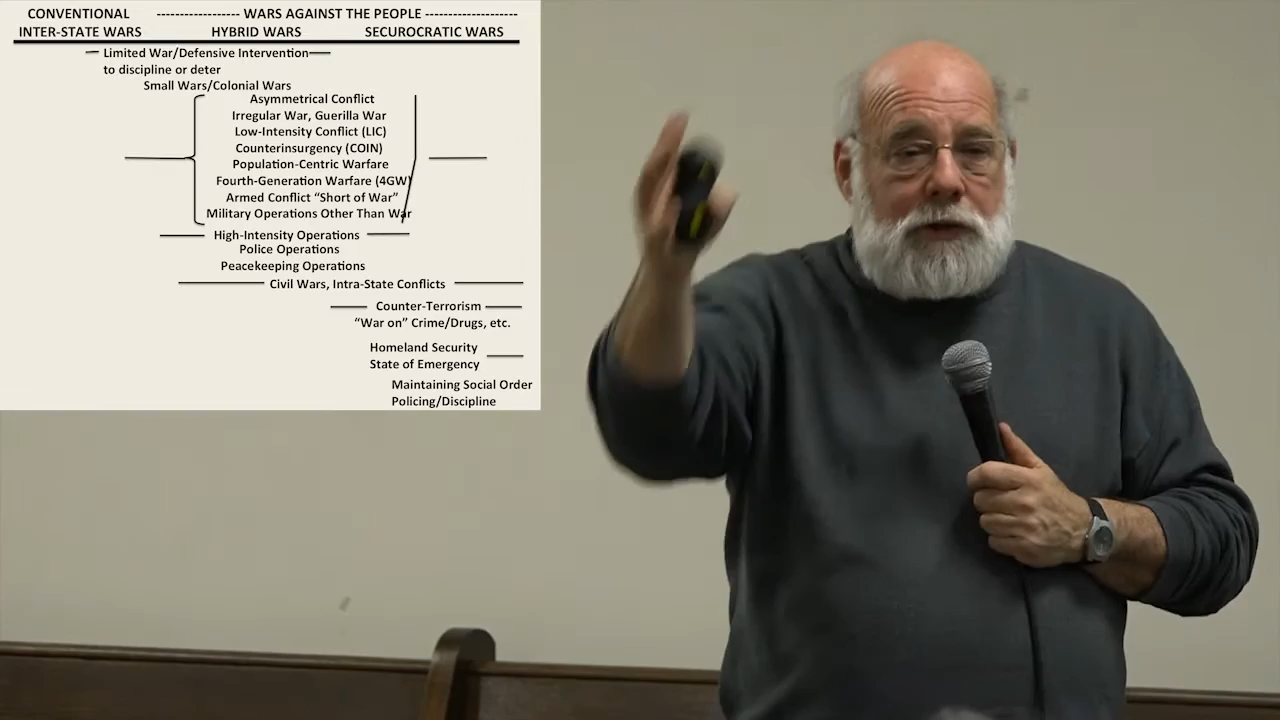 CONVENTIONAL ------------------ WARS AGAINST THE PEOPLE --------------------
INTER-STATE WARS HYBRID WARS SECUROCRATIC WARS
Limited War/Defensive Intervention
to discipline or deter
Small Wars/Colonial Wars
Asymmetrical Conflict
Irregular War, Guerilla War
Low-Intensity Conflict (LIC)
Counterinsurgency (COIN)
Population-Centric Warfare
Fourth-Generation Warfare (4GW)
Armed Conflict “Short of War”
Military Operations Other Than War
High-Intensity Operations
Police Operations
Peacekeeping Operations
Civil Wars, Intra-State Conflicts
Counter-Terrorism
“War on” Crime/Drugs, etc.
Homeland Security
State of Emergency
Maintaining Social Order
Policing/Discipline